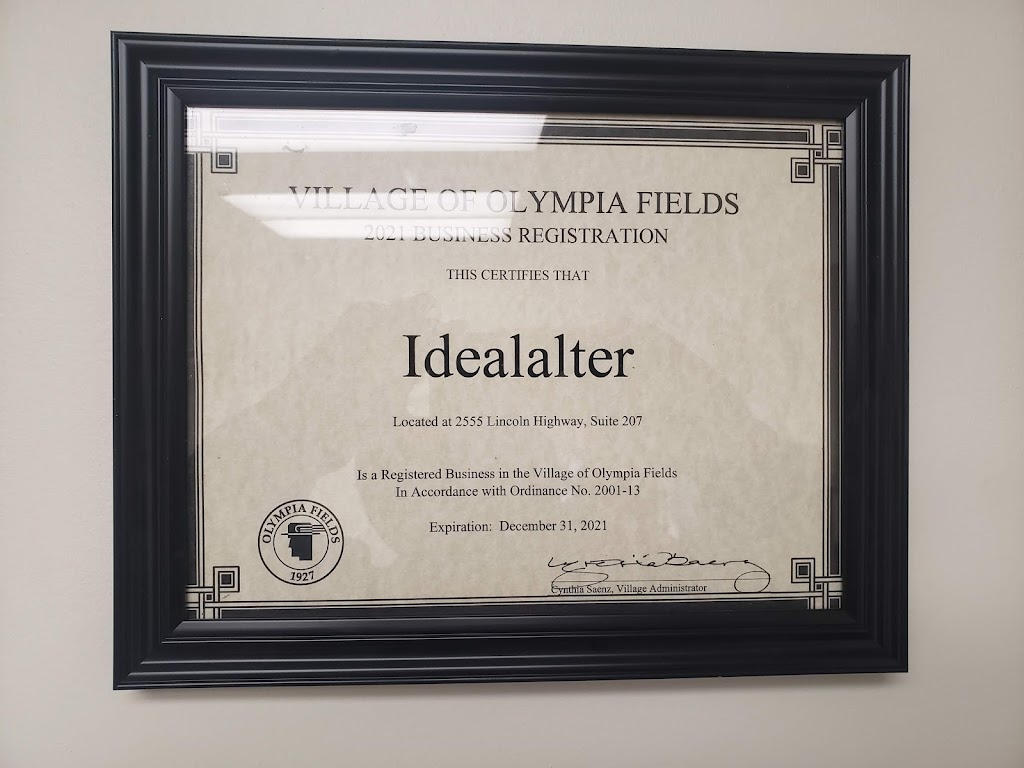 VILLAGE OF OLYMPIA FIELDS
2021 BUSINESS REGISTRATION
THIS CERTIFIES THAT
Idealalter
Located at 2555 Lincoln Highway, Suite 207
Is a Registered Business in the Village of Olympia Fields
In Accordance with Ordinance No. 2001-13
Expiration: December 31, 2021
OLYMPIA FIELDS
1927
Cynthia Saenz, Village Administrator